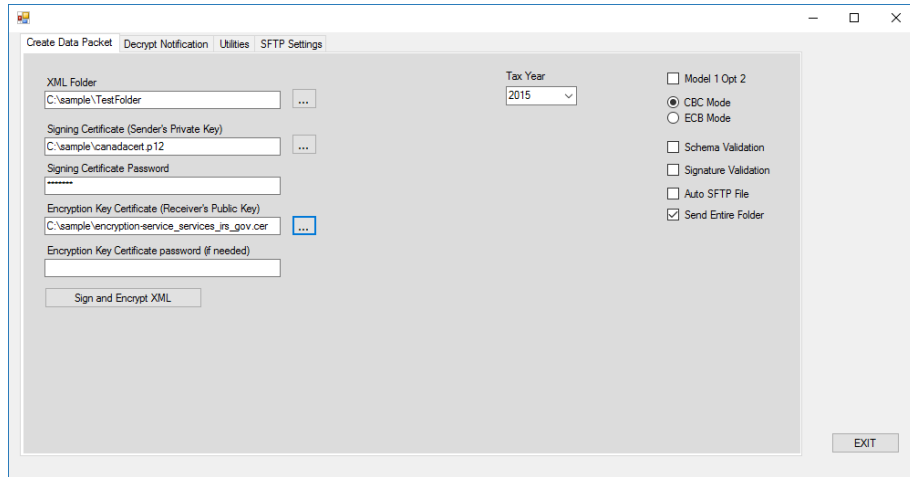 Create Data Packet Decrypt Notification Utilities SFTP Settings
XML Folder
C:\sample\TestFolder
...
Signing Certificate (Sender's Private Key)
C:\sample\canadacert.p12
...
Signing Certificate Password
*******
Encryption Key Certificate (Receiver's Public Key)
C:\sample\encryption-service_services_irs_gov.cer
...
Encryption Key Certificate password (if needed)
Sign and Encrypt XML
Tax Year
2015
Model 1 Opt 2
CBC Mode
ECB Mode
Schema Validation
Signature Validation
Auto SFTP File
Send Entire Folder
EXIT